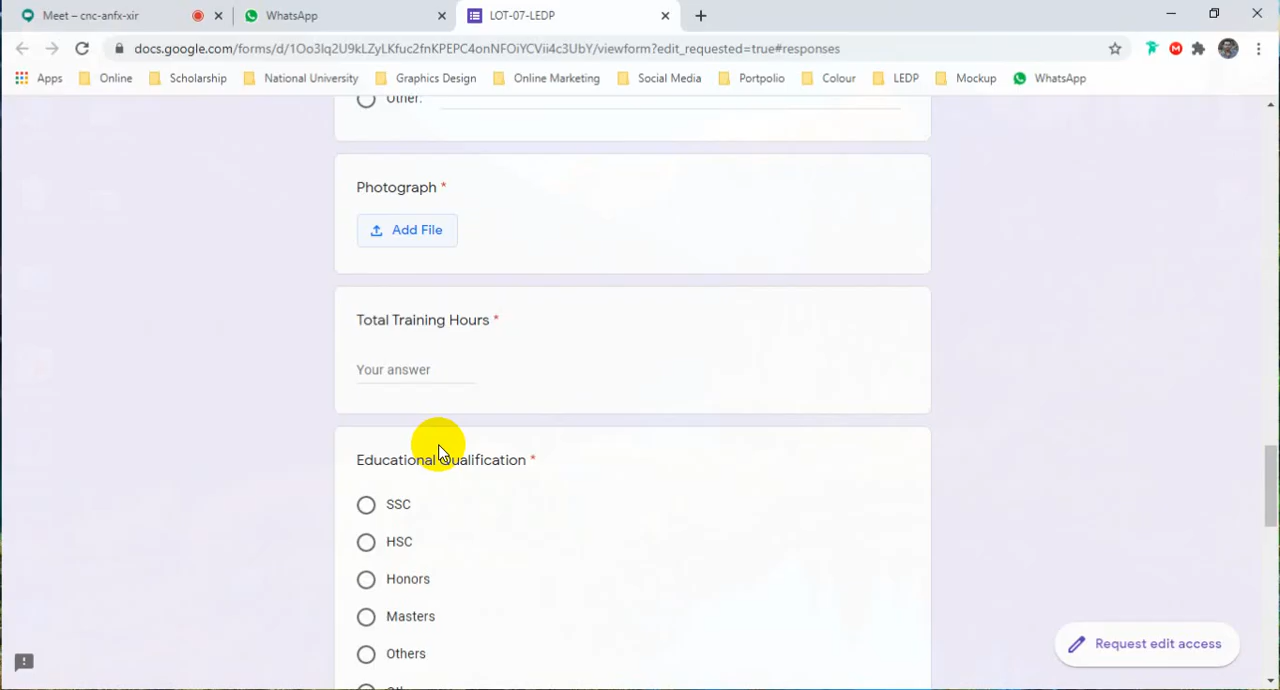 Meet – cnc-anfx-xir
WhatsApp
LOT-07-LEDP
docs.google.com/forms/d/1Oo3lq2U9kLZyLKfuc2fnKPEPC4onNFOiYCVii4c3UbY/viewform?edit_requested=true#responses
Apps
Online
Scholarship
National University
Graphics Design
Online Marketing
Social Media
Portpolio
Colour
LEDP
Mockup
WhatsApp
Other:
Photograph *
Add File
Total Training Hours *
Your answer
Educational Qualification *
SSC
HSC
Honors
Masters
Others
Request edit access